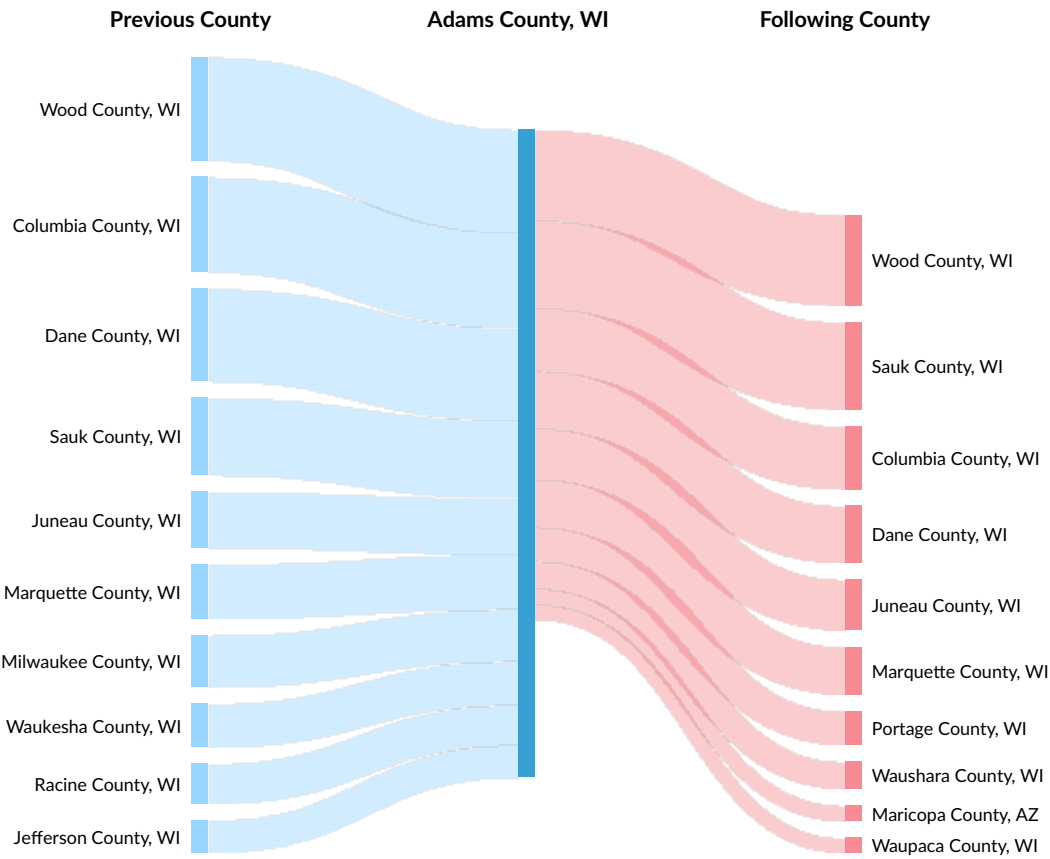 Previous County
Adams County, WI
Following County
Wood County, WI
Columbia County, WI
Dane County, WI
Sauk County, WI
Juneau County, WI
Marquette County, WI
Milwaukee County, WI
Waukesha County, WI
Racine County, WI
Jefferson County, WI
Wood County, WI
Sauk County, WI
Columbia County, WI
Dane County, WI
Juneau County, WI
Marquette County, WI
Portage County, WI
Waushara County, WI
Maricopa County, AZ
Waupaca County, WI